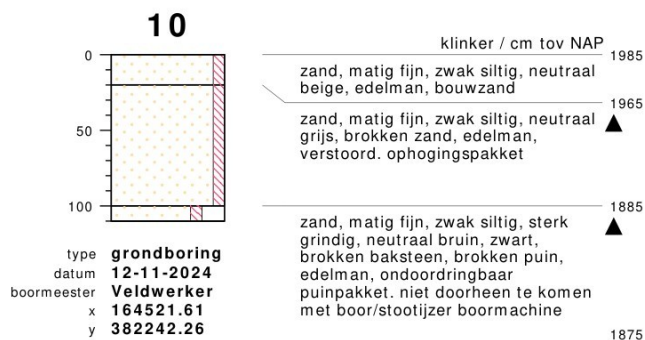 10
klinker / cm tov NAP
0
1985
zand, matig fijn, zwak siltig, neutraal
beige, edelman, bouwzand
1965
zand, matig fijn, zwak siltig, neutraal
grijs, brokken zand, edelman,
verstoord. ophogingspakket
50
100
1885
zand, matig fijn, zwak siltig, sterk
grindig, neutraal bruin, zwart,
brokken baksteen, brokken puin,
edelman, ondoordringbaar
puinpakket. niet doorheen te komen
met boor/stootijzer boormachine
1875
type grondboring
datum 12-11-2024
boormeester Veldwerker
x 164521.61
y 382242.26